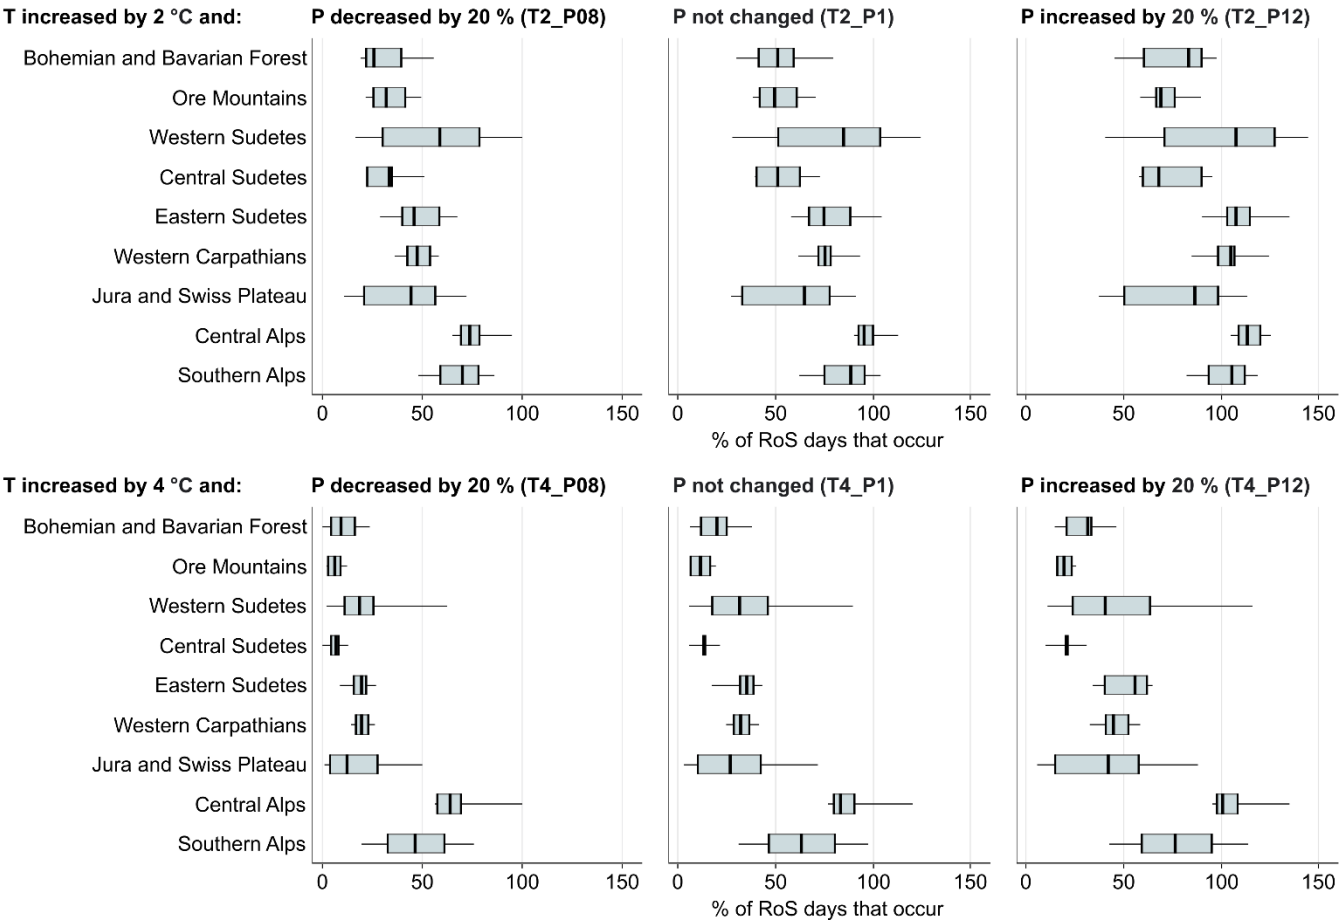 T increased by 2 °C and: P decreased by 20 % (T2_P08) P not changed (T2_P1) P increased by 20 % (T2_P12)
Bohemian and Bavarian Forest
Ore Mountains
Western Sudetes
Central Sudetes
Eastern Sudetes
Western Carpathians
Jura and Swiss Plateau
Central Alps
Southern Alps
0 50 100 150 0 50 100 150 0 50 100 150
% of RoS days that occur
T increased by 4 °C and: P decreased by 20 % (T4_P08) P not changed (T4_P1) P increased by 20 % (T4_P12)
Bohemian and Bavarian Forest
Ore Mountains
Western Sudetes
Central Sudetes
Eastern Sudetes
Western Carpathians
Jura and Swiss Plateau
Central Alps
Southern Alps
0 50 100 150 0 50 100 150 0 50 100 150
% of RoS days that occur